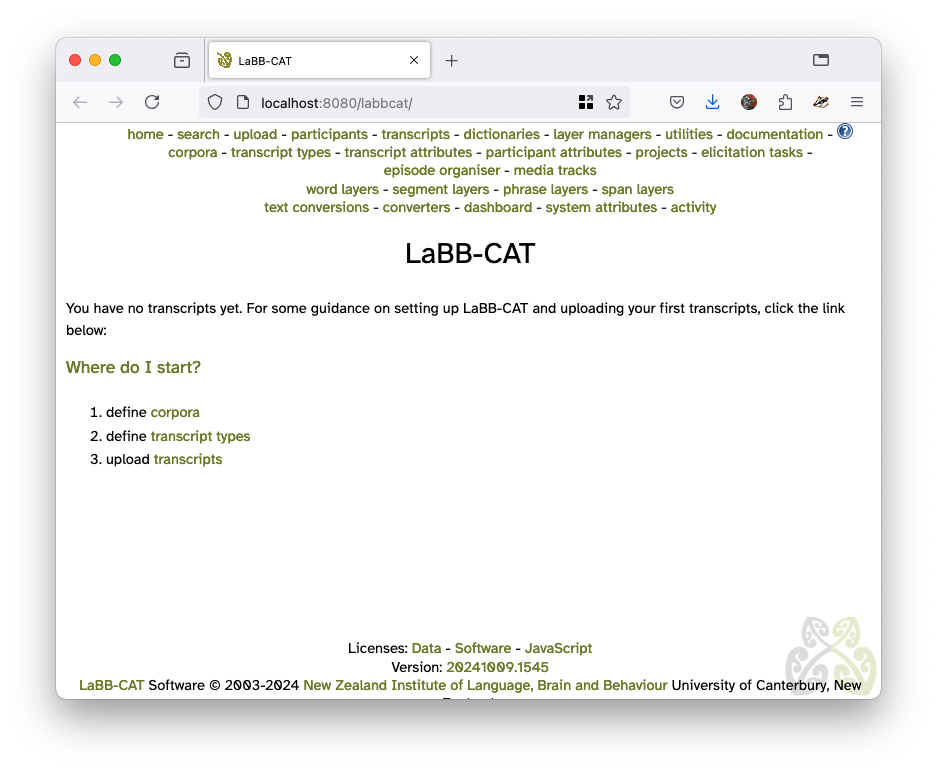 LaBB-CAT
localhost:8080/labbcat/
home - search - upload - participants - transcripts - dictionaries - layer managers - utilities - documentation - ?
corpora - transcript types - transcript attributes - participant attributes - projects - elicitation tasks -
episode organiser - media tracks
word layers - segment layers - phrase layers - span layers
text conversions - converters - dashboard - system attributes - activity
LaBB-CAT
You have no transcripts yet. For some guidance on setting up LaBB-CAT and uploading your first transcripts, click the link
below:
Where do I start?
1. define corpora
2. define transcript types
3. upload transcripts
Licenses: Data - Software - JavaScript
Version: 20241009.1545
LaBB-CAT Software © 2003-2024 New Zealand Institute of Language, Brain and Behaviour University of Canterbury, New